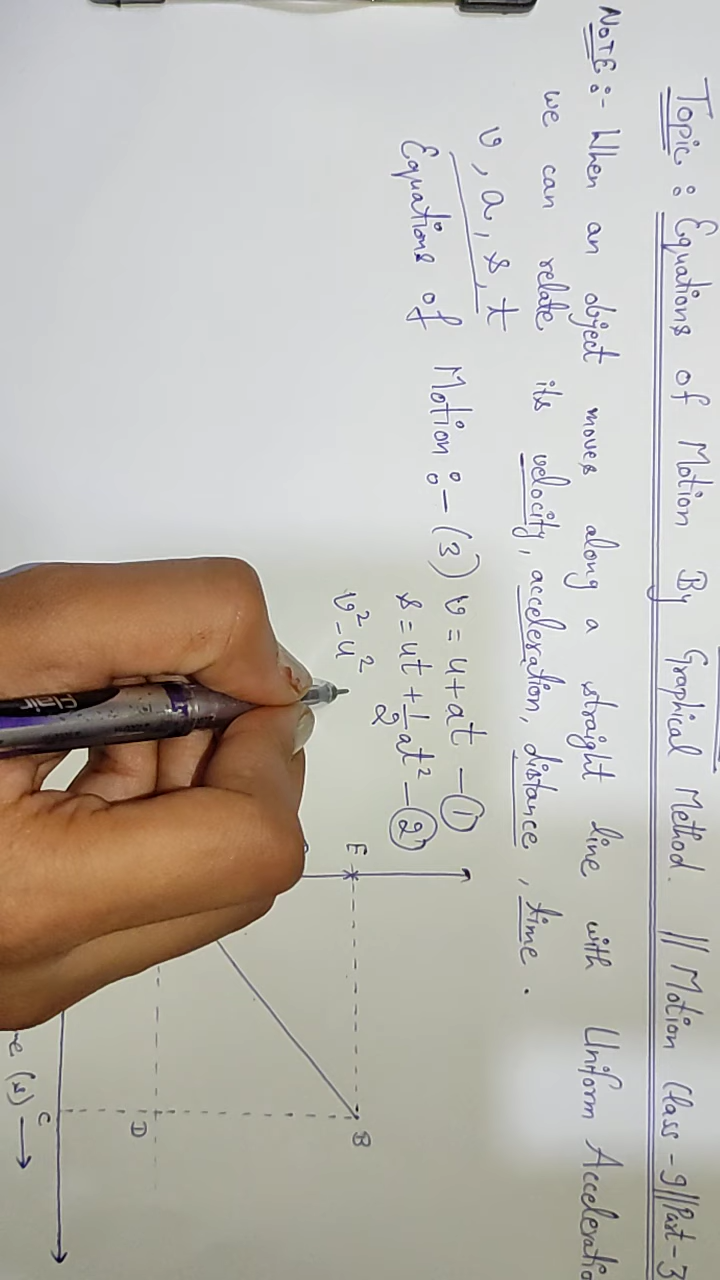 Topic : Equations of Motion By Graphical Method. || Motion Class-9||Part-3
NOTE :- When an object moves along a straight line with Uniform Acceleratio
we can relate its velocity, acceleration, distance, time.
v, a, s, t
Equations of Motion :- (3) v = u + at - ①
s = ut + 1/2 at² - ②
v² - u²
E
B
D
C
e (s) →
clair